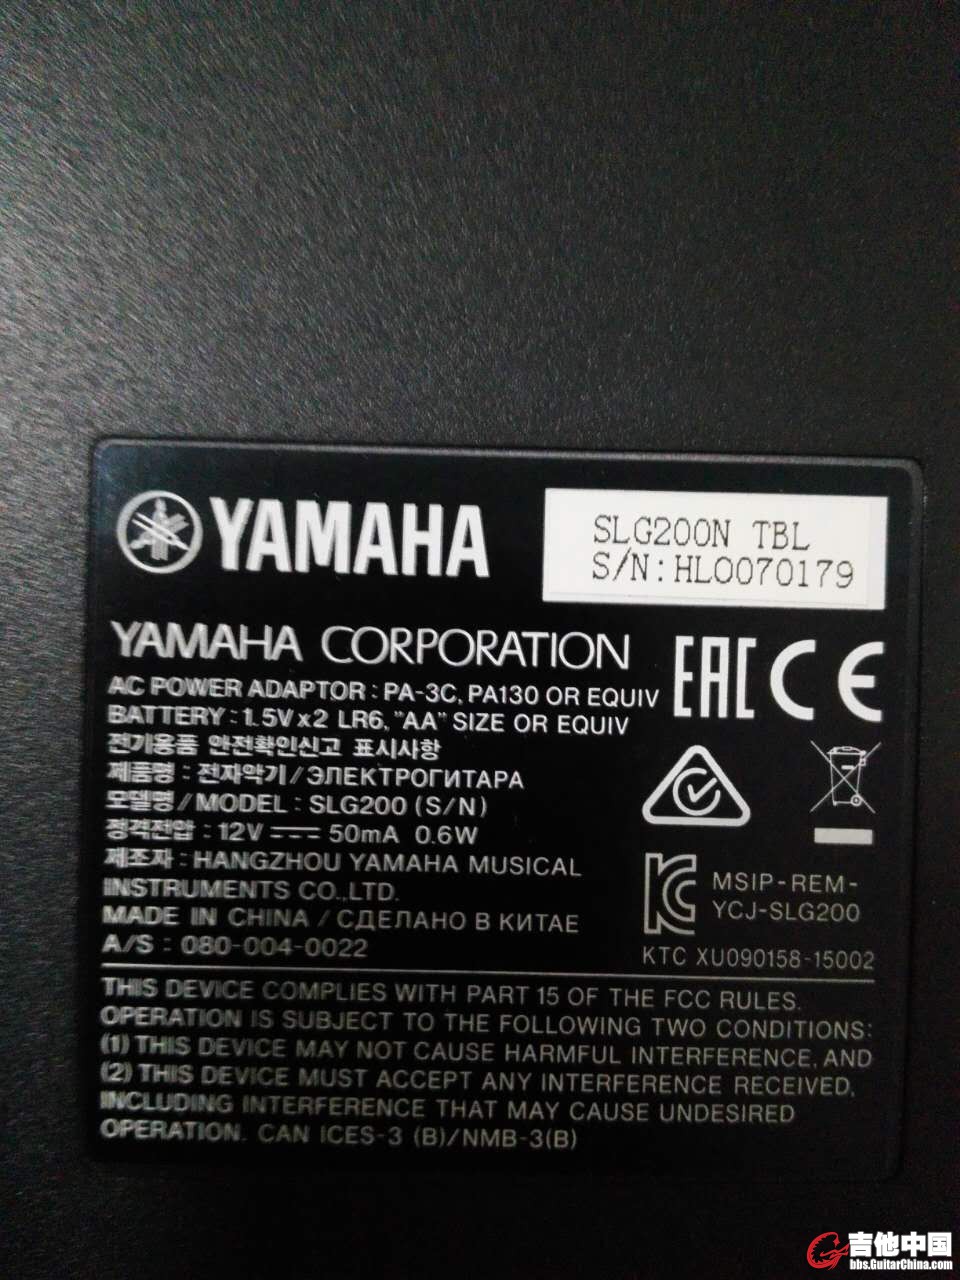 YAMAHA
SLG200N TBL
S/N:HL0070179
YAMAHA CORPORATION
EAC CE
AC POWER ADAPTOR : PA-3C, PA130 OR EQUIV
BATTERY : 1.5V x 2 LR6, "AA" SIZE OR EQUIV
전기용품 안전확인신고 표시사항
제품명 : 전자악기/ЭЛЕКТРОГИТАРА
모델명/MODEL : SLG200 (S/N)
정격전압 : 12V 50mA 0.6W
제조자 : HANGZHOU YAMAHA MUSICAL
INSTRUMENTS CO.,LTD.
MADE IN CHINA / СДЕЛАНО В КИТАЕ
A/S : 080-004-0022
MSIP-REM-
YCJ-SLG200
KTC XU090158-15002
THIS DEVICE COMPLIES WITH PART 15 OF THE FCC RULES.
OPERATION IS SUBJECT TO THE FOLLOWING TWO CONDITIONS:
(1) THIS DEVICE MAY NOT CAUSE HARMFUL INTERFERENCE, AND
(2) THIS DEVICE MUST ACCEPT ANY INTERFERENCE RECEIVED,
INCLUDING INTERFERENCE THAT MAY CAUSE UNDESIRED
OPERATION. CAN ICES-3 (B)/NMB-3(B)
吉他中国
bbs.GuitarChina.com